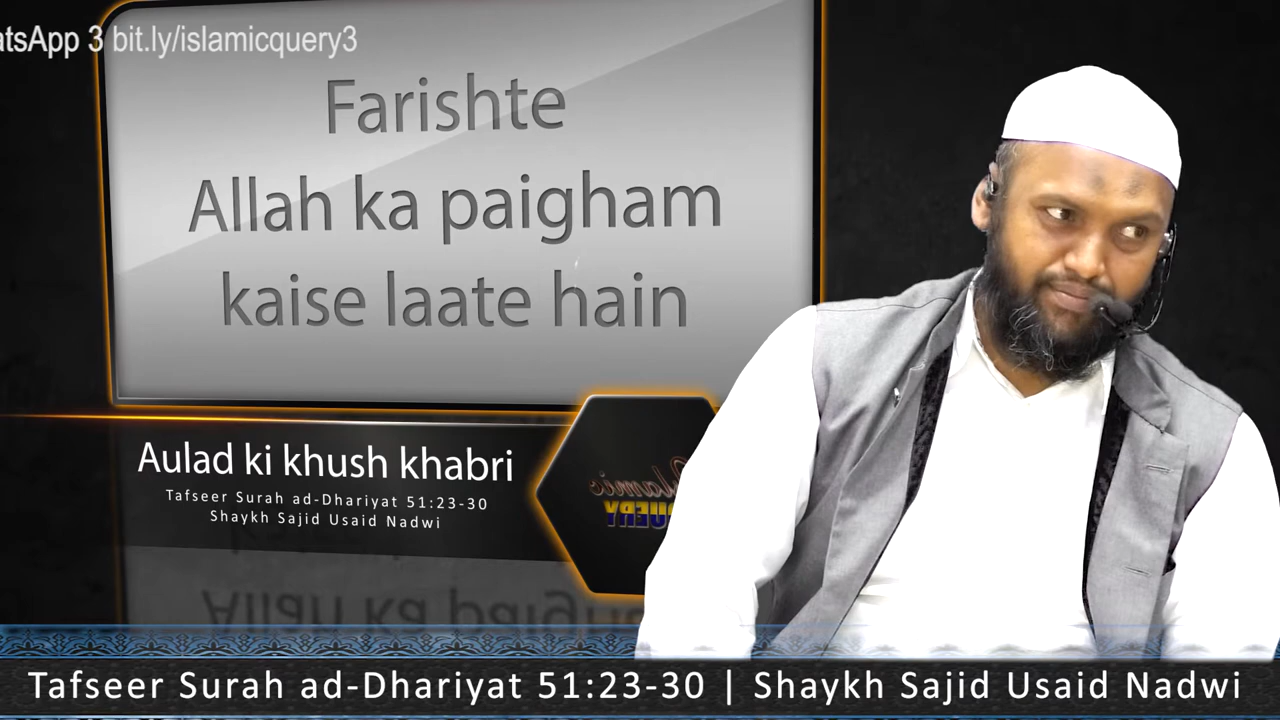 atsApp 3 bit.ly/islamicquery3
Farishte
Allah ka paigham
kaise laate hain
Aulad ki khush khabri
Tafseer Surah ad-Dhariyat 51:23-30
Shaykh Sajid Usaid Nadwi
Tafseer Surah ad-Dhariyat 51:23-30 | Shaykh Sajid Usaid Nadwi